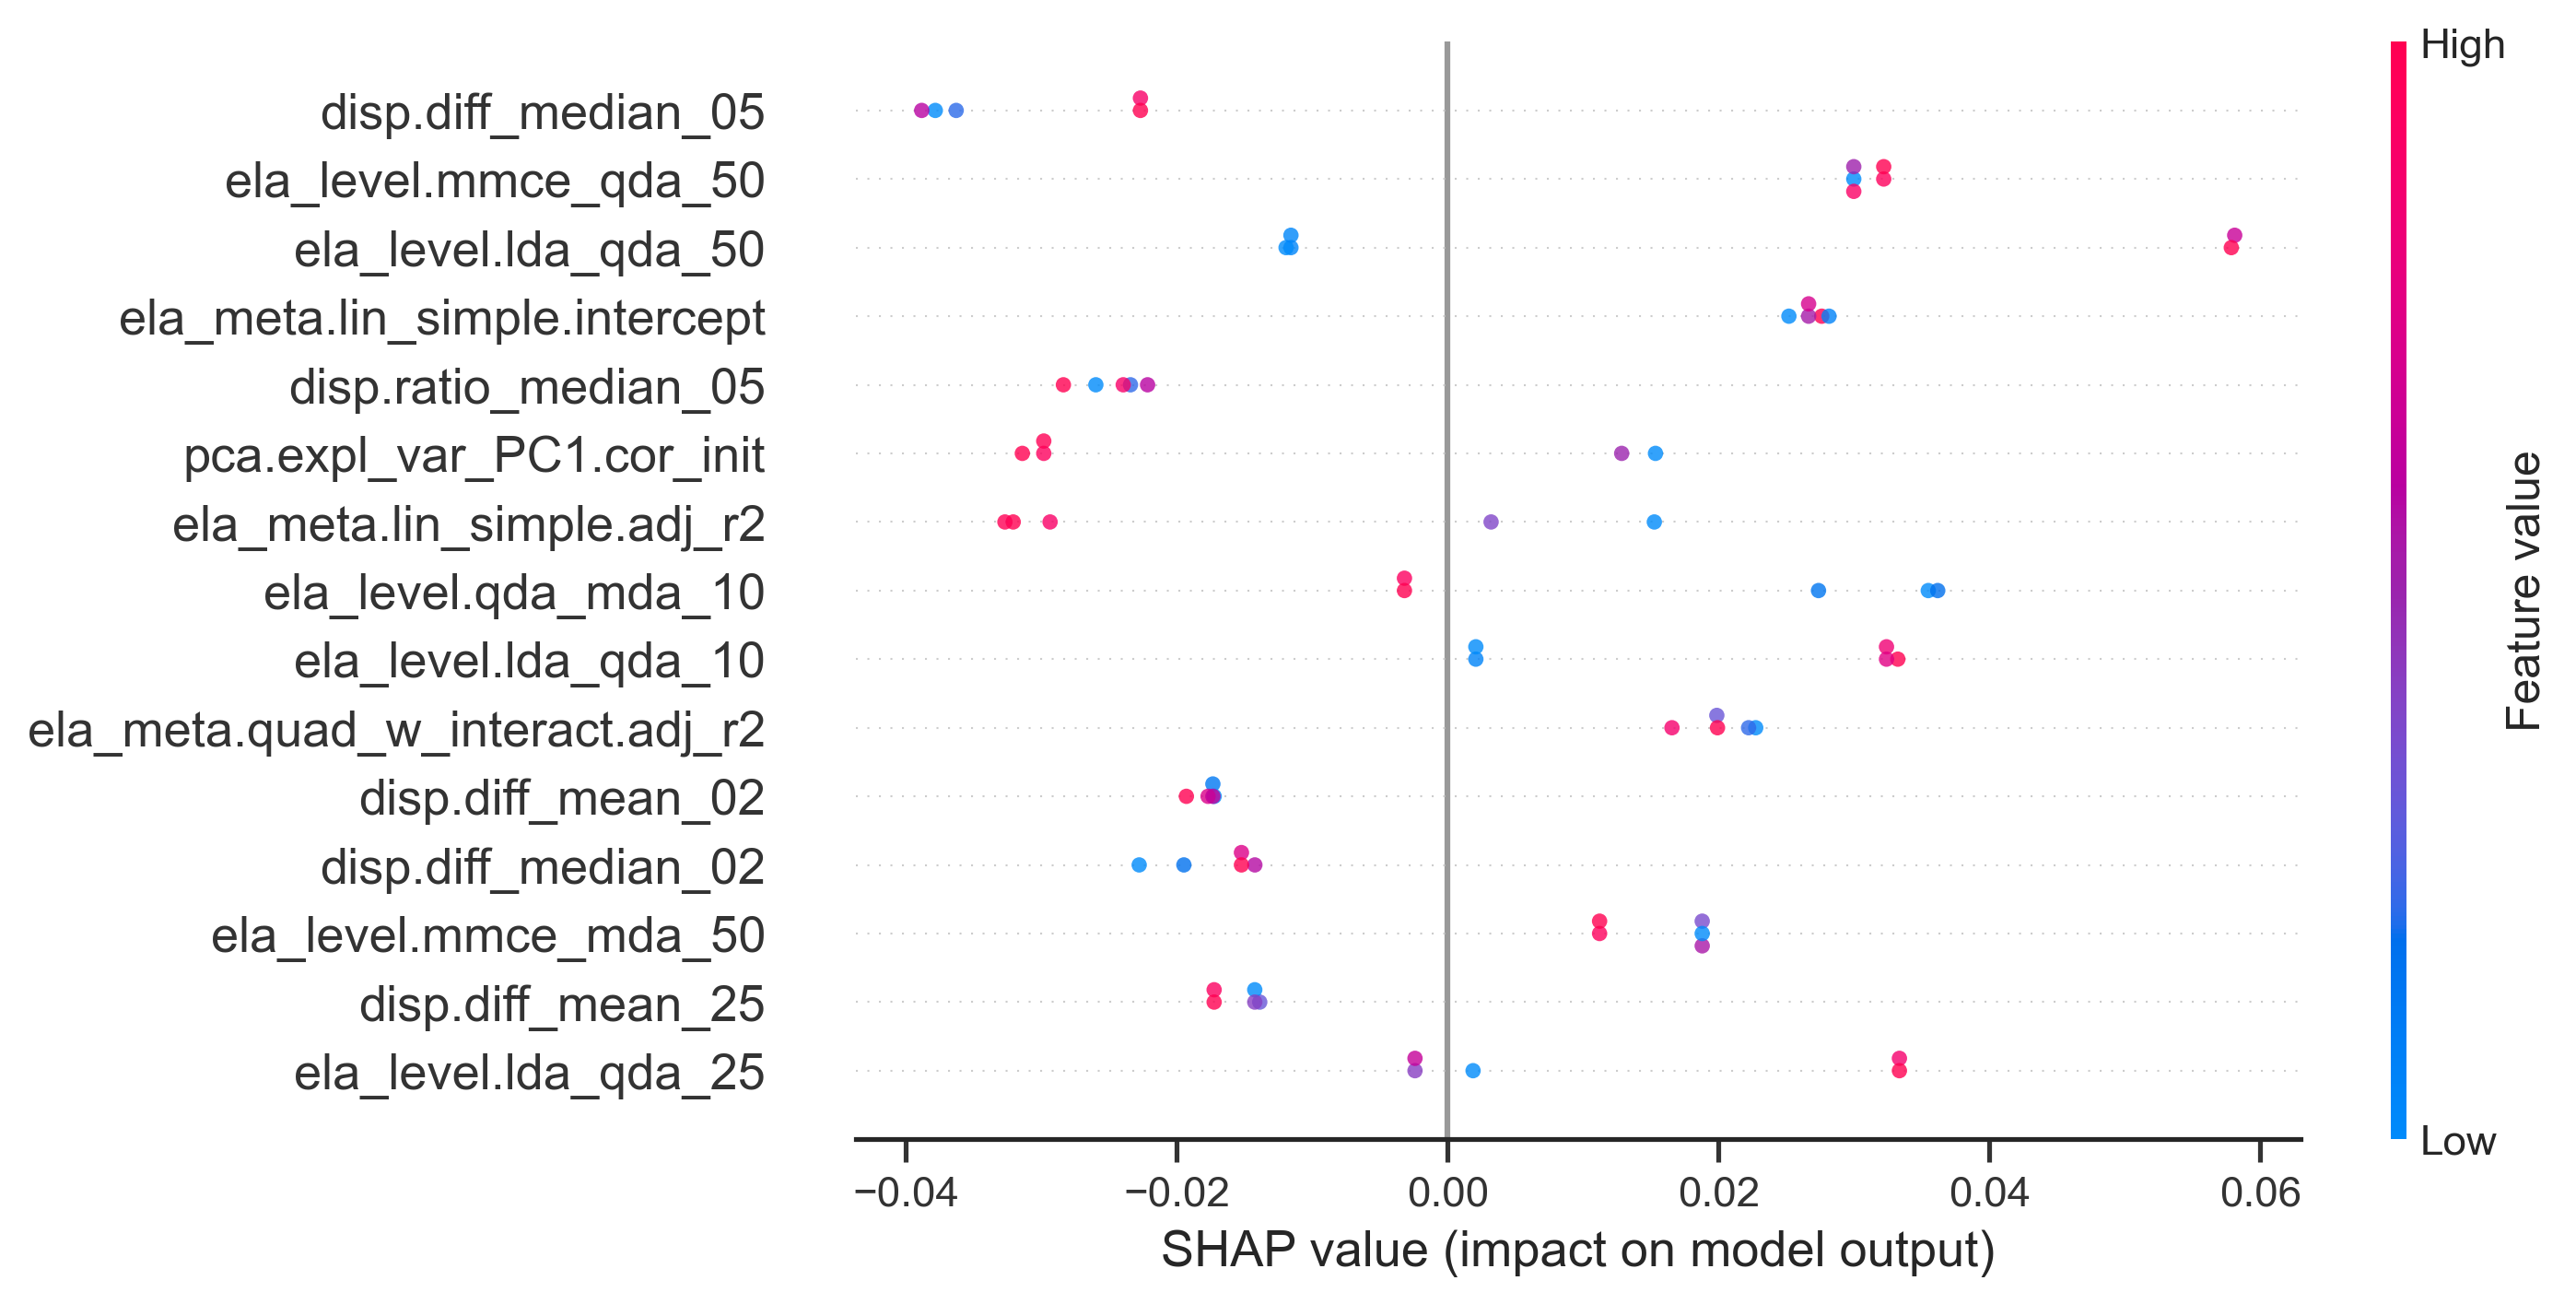 High
disp.diff_median_05
ela_level.mmce_qda_50
ela_level.lda_qda_50
ela_meta.lin_simple.intercept
disp.ratio_median_05
pca.expl_var_PC1.cor_init
ela_meta.lin_simple.adj_r2
ela_level.qda_mda_10
ela_level.lda_qda_10
ela_meta.quad_w_interact.adj_r2
disp.diff_mean_02
disp.diff_median_02
ela_level.mmce_mda_50
disp.diff_mean_25
ela_level.lda_qda_25
Feature value
Low
−0.04 −0.02 0.00 0.02 0.04 0.06
SHAP value (impact on model output)